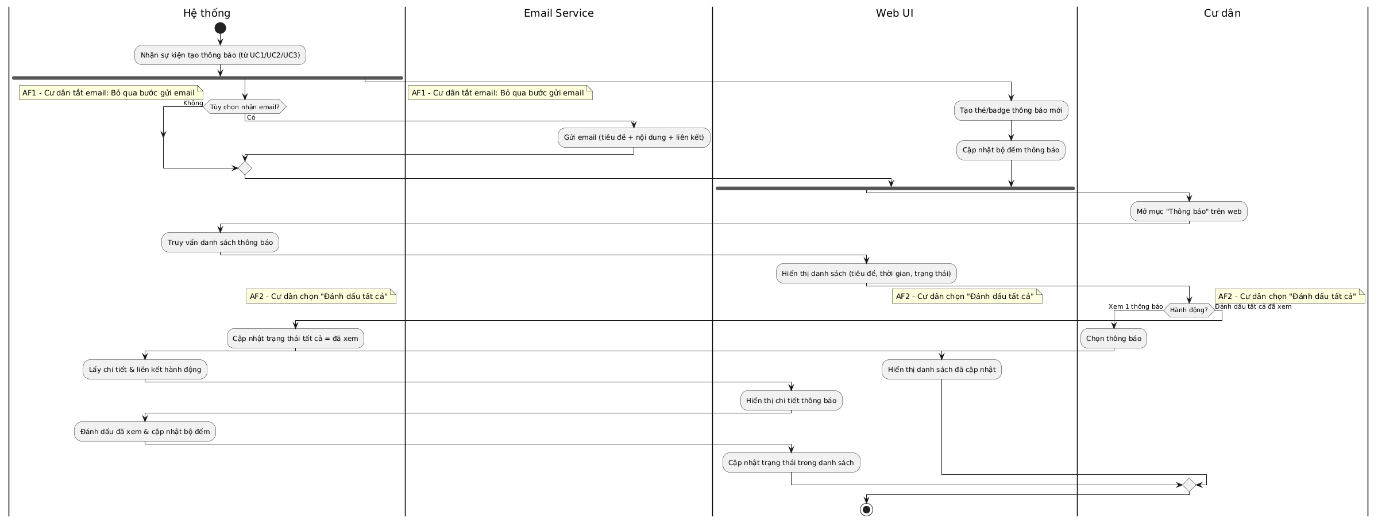 Hệ thống
Email Service
Web UI
Cư dân
Nhận sự kiện tạo thông báo (từ UC1/UC2/UC3)
AF1 - Cư dân tắt email: Bỏ qua bước gửi email
AF1 - Cư dân tắt email: Bỏ qua bước gửi email
Không
Tùy chọn nhận email?
Có
Tạo thẻ/badge thông báo mới
Gửi email (tiêu đề + nội dung + liên kết)
Cập nhật bộ đếm thông báo
Mở mục "Thông báo" trên web
Truy vấn danh sách thông báo
Hiển thị danh sách (tiêu đề, thời gian, trạng thái)
AF2 - Cư dân chọn "Đánh dấu tất cả"
AF2 - Cư dân chọn "Đánh dấu tất cả"
AF2 - Cư dân chọn "Đánh dấu tất cả"
Xem 1 thông báo
Hành động?
Đánh dấu tất cả đã xem
Cập nhật trạng thái tất cả = đã xem
Chọn thông báo
Lấy chi tiết & liên kết hành động
Hiển thị danh sách đã cập nhật
Hiển thị chi tiết thông báo
Đánh dấu đã xem & cập nhật bộ đếm
Cập nhật trạng thái trong danh sách